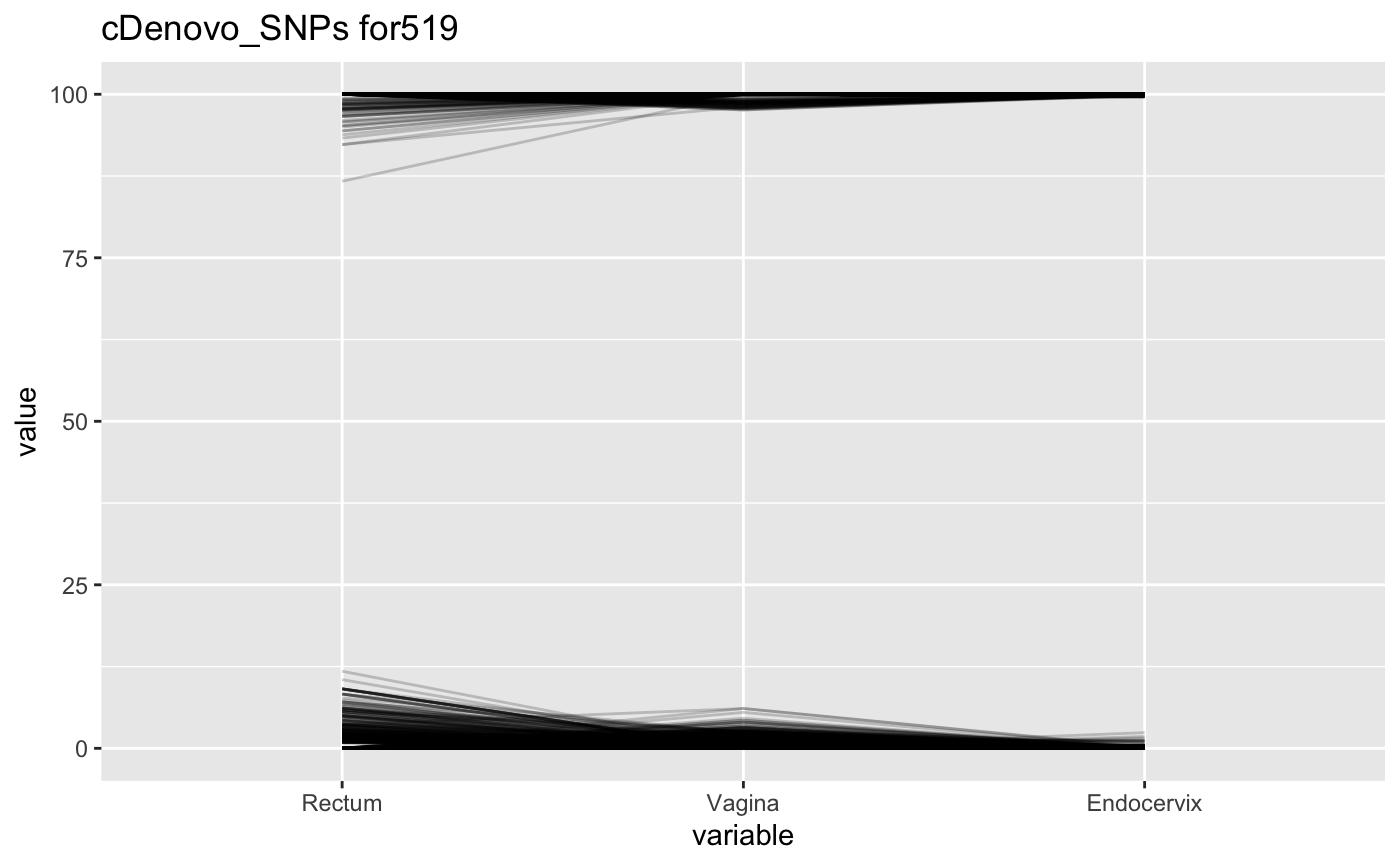 cDenovo_SNPs for519
100
75
50
25
0
value
Rectum Vagina Endocervix
variable